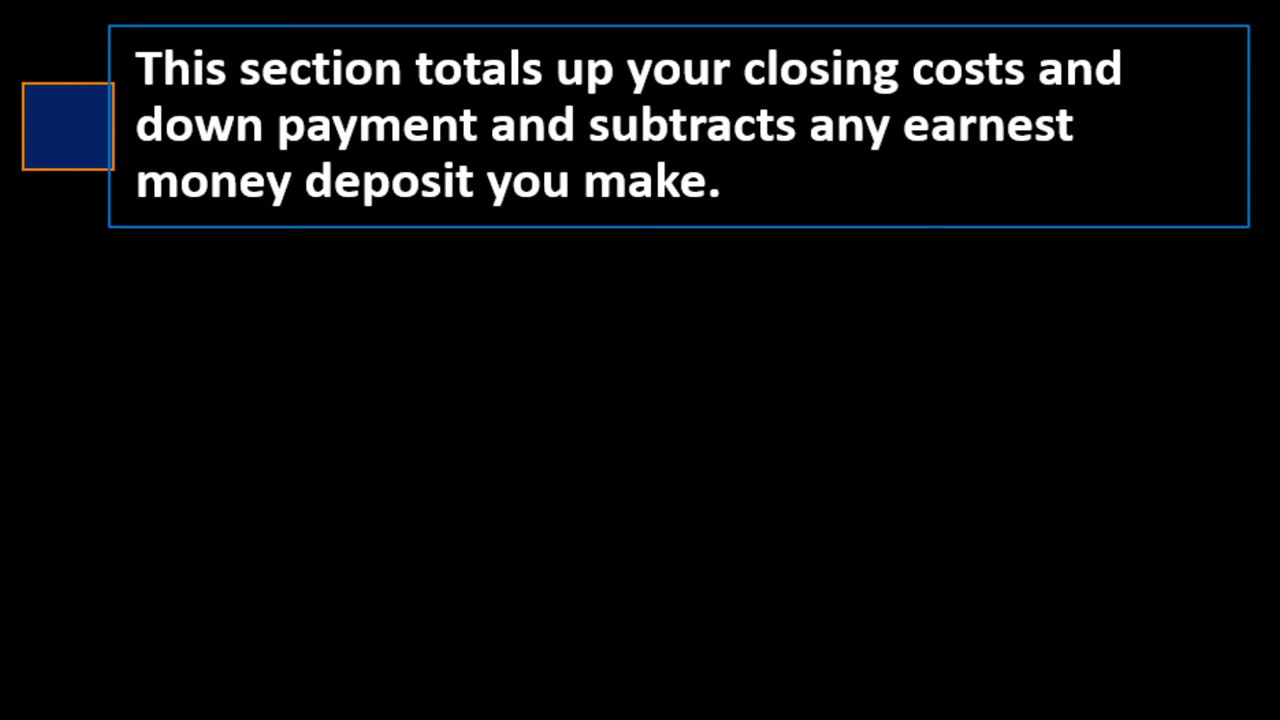 This section totals up your closing costs and
down payment and subtracts any earnest
money deposit you make.